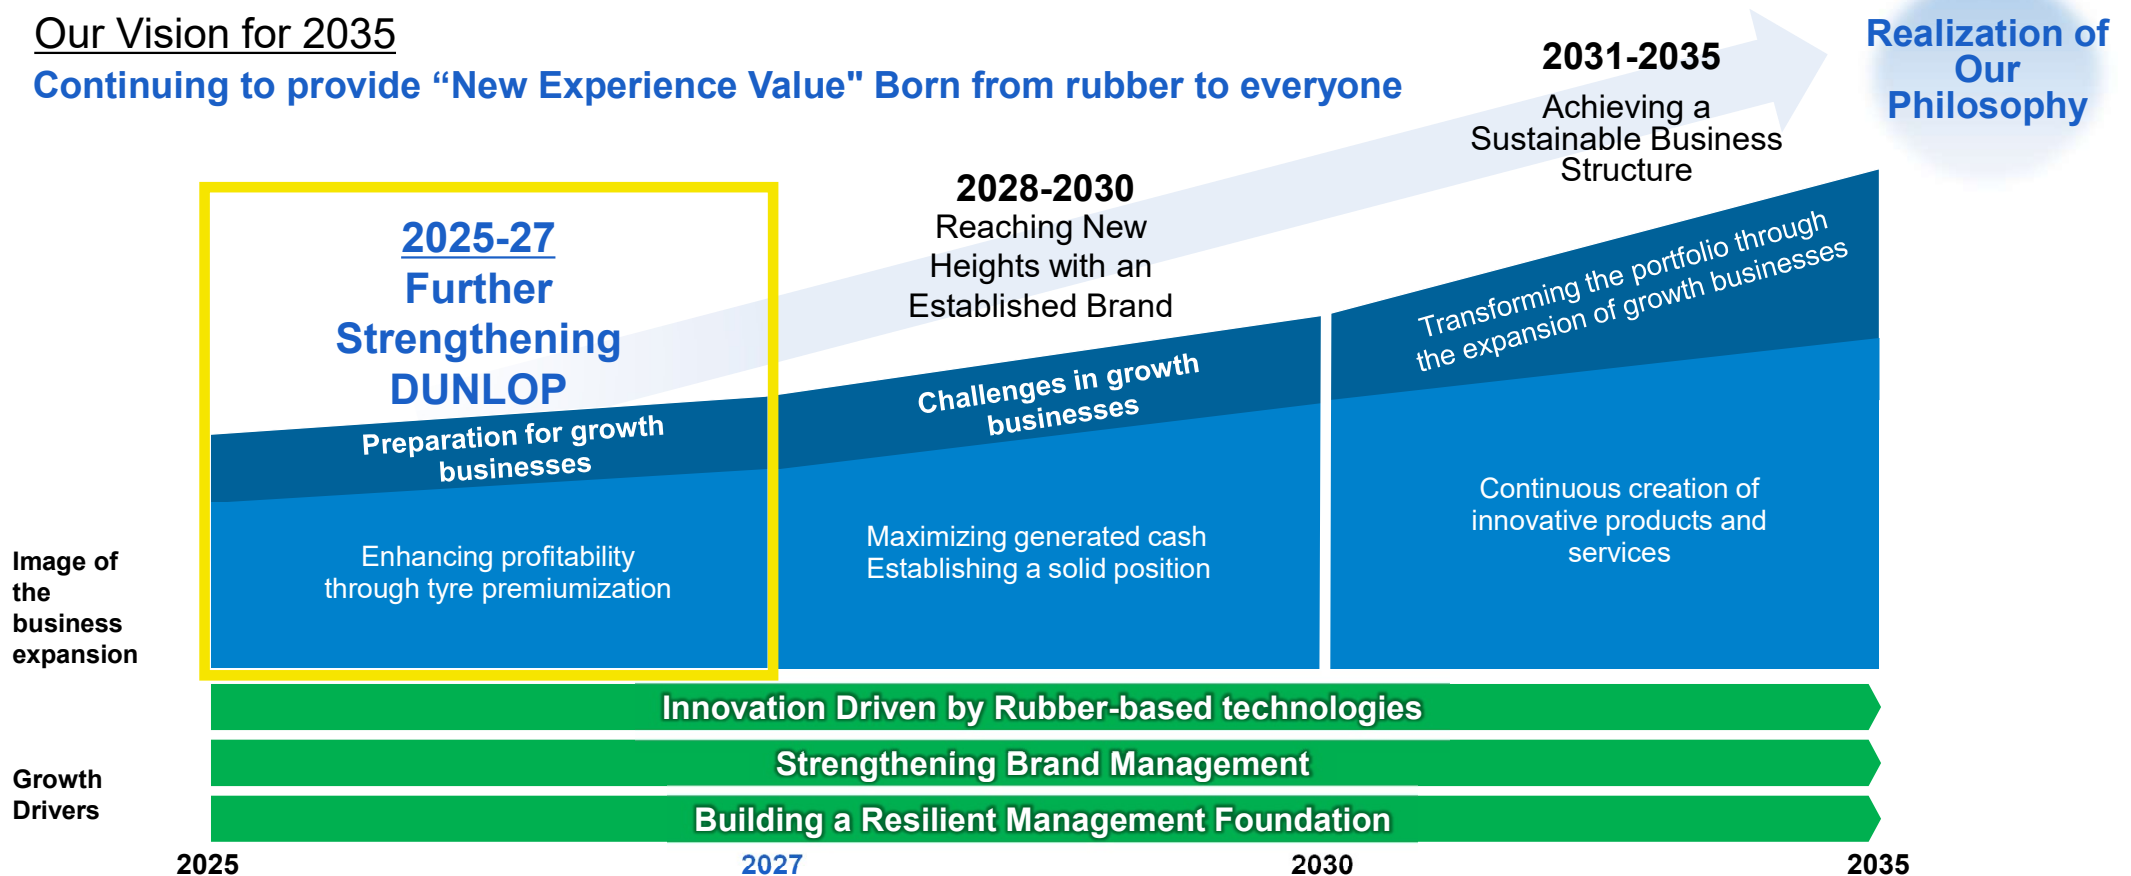 Our Vision for 2035
Continuing to provide “New Experience Value" Born from rubber to everyone
Realization of
Our
Philosophy
2031-2035
Achieving a
Sustainable Business
Structure
2028-2030
Reaching New
Heights with an
Established Brand
2025-27
Further
Strengthening
DUNLOP
Preparation for growth
businesses
Challenges in growth
businesses
Transforming the portfolio through
the expansion of growth businesses
Image of
the
business
expansion
Enhancing profitability
through tyre premiumization
Maximizing generated cash
Establishing a solid position
Continuous creation of
innovative products and
services
Growth
Drivers
Innovation Driven by Rubber-based technologies
Strengthening Brand Management
Building a Resilient Management Foundation
2025
2027
2030
2035